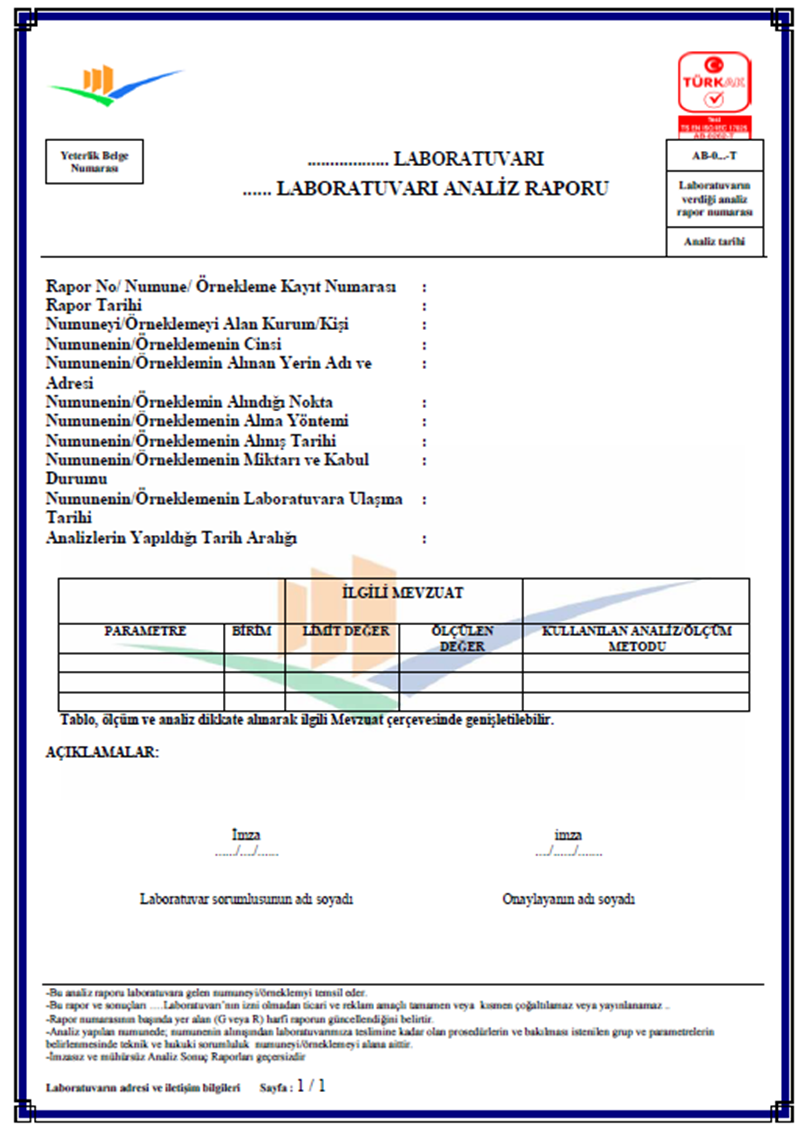 TÜRKAK
Test
TS EN ISO/IEC 17025
AB-0262-T
Yeterlik Belge
Numarası
.................. LABORATUVARI
...... LABORATUVARI ANALİZ RAPORU
AB-0...-T
Laboratuvarın
verdiği analiz
rapor numarası
Analiz tarihi
Rapor No/ Numune/ Örnekleme Kayıt Numarası :
Rapor Tarihi :
Numuneyi/Örneklemeyi Alan Kurum/Kişi :
Numunenin/Örneklemenin Cinsi :
Numunenin/Örneklemin Alınan Yerin Adı ve :
Adresi
Numunenin/Örneklemin Alındığı Nokta :
Numunenin/Örneklemenin Alma Yöntemi :
Numunenin/Örneklemenin Alınış Tarihi :
Numunenin/Örneklemenin Miktarı ve Kabul :
Durumu
Numunenin/Örneklemenin Laboratuvara Ulaşma :
Tarihi
Analizlerin Yapıldığı Tarih Aralığı :
İLGİLİ MEVZUAT
PARAMETRE BİRİM LİMİT DEĞER ÖLÇÜLEN KULLANILAN ANALİZ/ÖLÇÜM
DEĞER METODU
Tablo, ölçüm ve analiz dikkate alınarak ilgili Mevzuat çerçevesinde genişletilebilir.
AÇIKLAMALAR:
İmza imza
....../..../...... ..../...../.......
Laboratuvar sorumlusunun adı soyadı Onaylayanın adı soyadı
-Bu analiz raporu laboratuvara gelen numuneyi/örneklemyi temsil eder.
-Bu rapor ve sonuçları .....Laboratuvarı'nın izni olmadan ticari ve reklam amaçlı tamamen veya kısmen çoğaltılamaz veya yayınlanamaz ..
-Rapor numarasının başında yer alan (G veya R) harfi raporun güncellendiğini belirtir.
-Analiz yapılan numunede; numunenin alınışından laboratuvarımıza teslimine kadar olan prosedürlerin ve bakılması istenilen grup ve parametrelerin
belirlenmesinde teknik ve hukuki sorumluluk numuneyi/örneklemeyi alana aittir.
-İmzasız ve mühürsüz Analiz Sonuç Raporları geçersizdir
Laboratuvarın adresi ve iletişim bilgileri Sayfa : 1 / 1